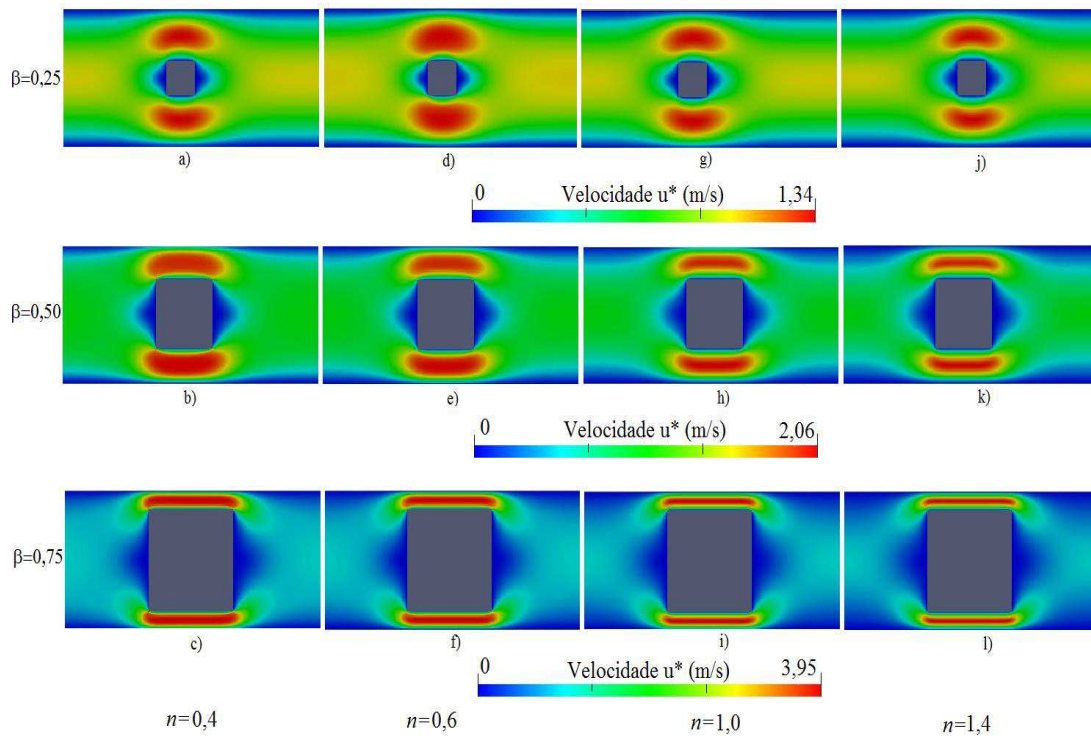 β=0,25
a) d) g) j)
0 Velocidade u* (m/s) 1,34
β=0,50
b) e) h) k)
0 Velocidade u* (m/s) 2,06
β=0,75
c) f) i) l)
0 Velocidade u* (m/s) 3,95
n=0,4 n=0,6 n=1,0 n=1,4